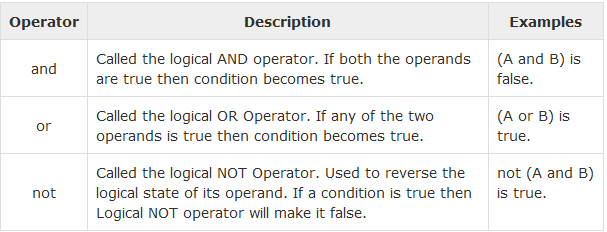 Operator Description Examples
and
Called the logical AND operator. If both the operands
are true then condition becomes true.
(A and B) is
false.
or
Called the logical OR Operator. If any of the two
operands is true then condition becomes true.
(A or B) is
true.
not
Called the logical NOT Operator. Used to reverse the
logical state of its operand. If a condition is true then
Logical NOT operator will make it false.
not (A and B)
is true.